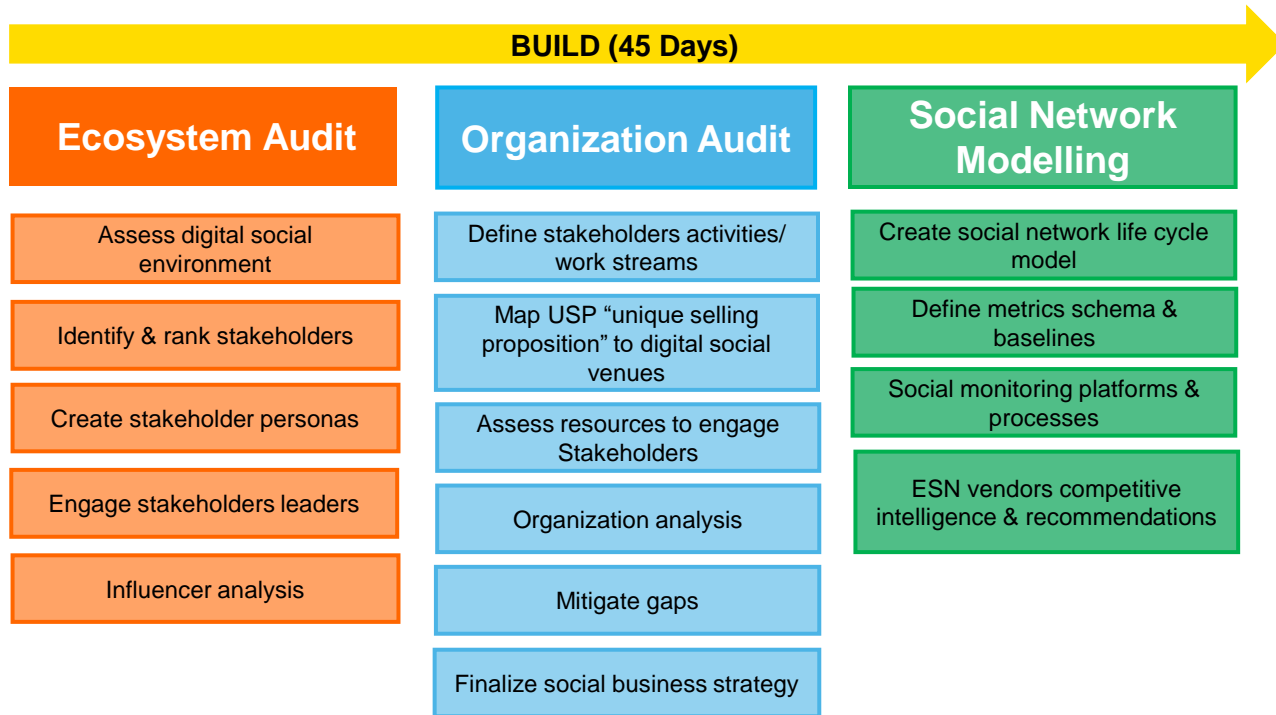 BUILD (45 Days)
Ecosystem Audit
Assess digital social
environment
Identify & rank stakeholders
Create stakeholder personas
Engage stakeholders leaders
Influencer analysis
Organization Audit
Define stakeholders activities/
work streams
Map USP “unique selling
proposition” to digital social
venues
Assess resources to engage
Stakeholders
Organization analysis
Mitigate gaps
Finalize social business strategy
Social Network
Modelling
Create social network life cycle
model
Define metrics schema &
baselines
Social monitoring platforms &
processes
ESN vendors competitive
intelligence & recommendations